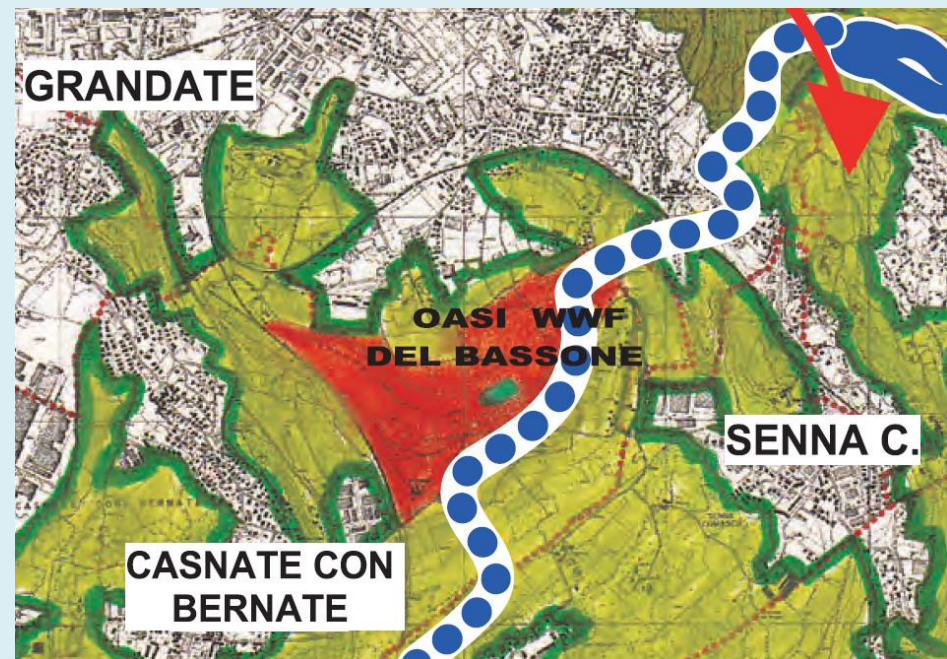 GRANDATE
OASI WWF
DEL BASSONE
SENNA C.
CASNATE CON
BERNATE